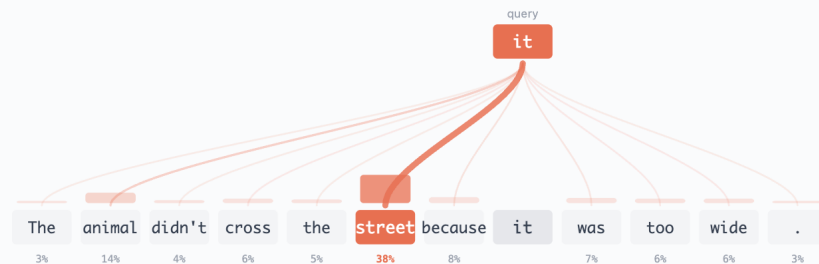 query
it
The animal didn't cross the street because it was too wide .
3% 14% 4% 6% 5% 38% 8% 7% 6% 6% 3%